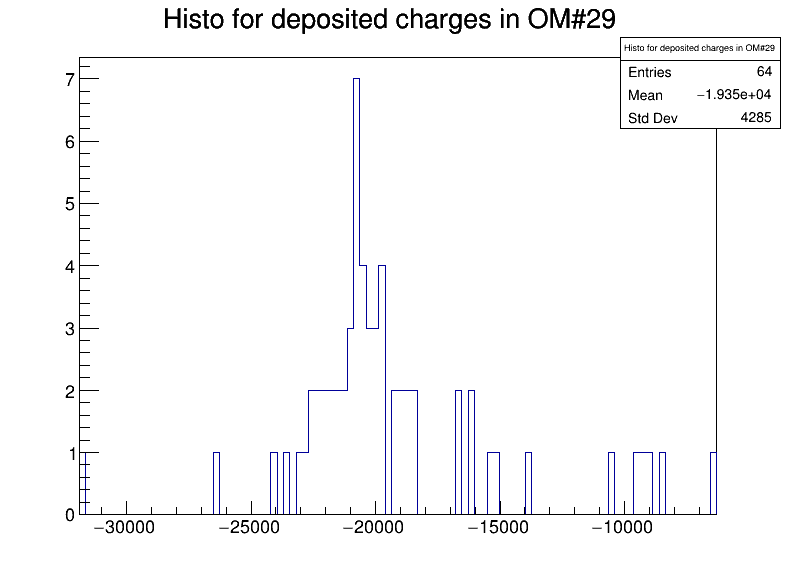 Histo for deposited charges in OM#29
Histo for deposited charges in OM#29
Entries 64
Mean −1.935e+04
Std Dev 4285
7
6
5
4
3
2
1
0
−30000 −25000 −20000 −15000 −10000